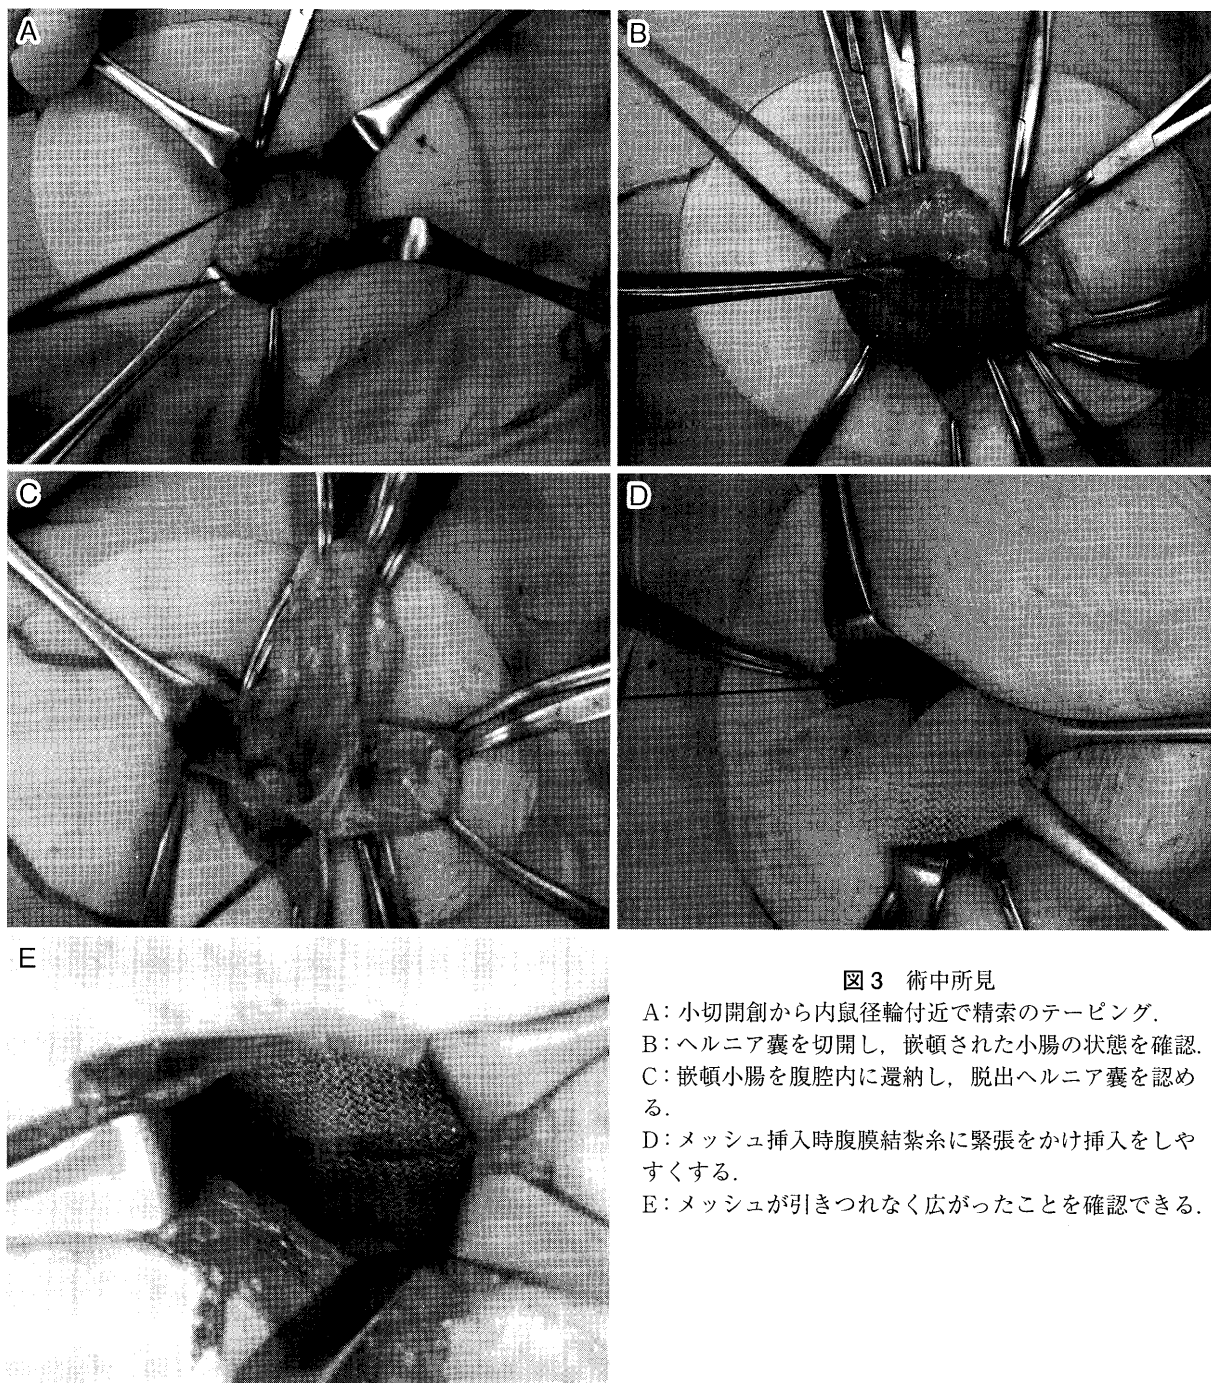 A
B
C
D
E
図3 術中所見
A：小切開創から内鼠径輪付近で精索のテーピング.
B：ヘルニア嚢を切開し，嵌頓された小腸の状態を確認.
C：嵌頓小腸を腹腔内に還納し，脱出ヘルニア嚢を認め
る.
D：メッシュ挿入時腹膜結紮糸に緊張をかけ挿入をしや
すくする.
E：メッシュが引きつれなく広がったことを確認できる.